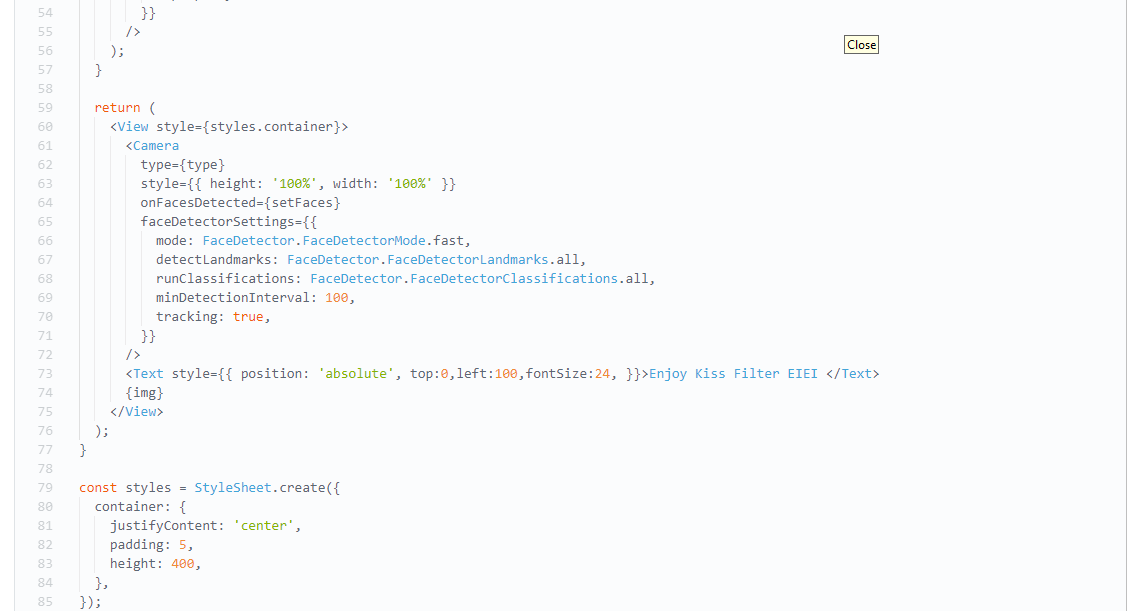 54 }}
55 />
56 );
Close
57 }
58
59 return (
60 <View style={styles.container}>
61 <Camera
62 type={type}
63 style={{ height: '100%', width: '100%' }}
64 onFacesDetected={setFaces}
65 faceDetectorSettings={{
66 mode: FaceDetector.FaceDetectorMode.fast,
67 detectLandmarks: FaceDetector.FaceDetectorLandmarks.all,
68 runClassifications: FaceDetector.FaceDetectorClassifications.all,
69 minDetectionInterval: 100,
70 tracking: true,
71 }}
72 />
73 <Text style={{ position: 'absolute', top:0,left:100,fontSize:24, }}>Enjoy Kiss Filter EIEI </Text>
74 {img}
75 </View>
76 );
77 }
78
79 const styles = StyleSheet.create({
80 container: {
81 justifyContent: 'center',
82 padding: 5,
83 height: 400,
84 },
85 });